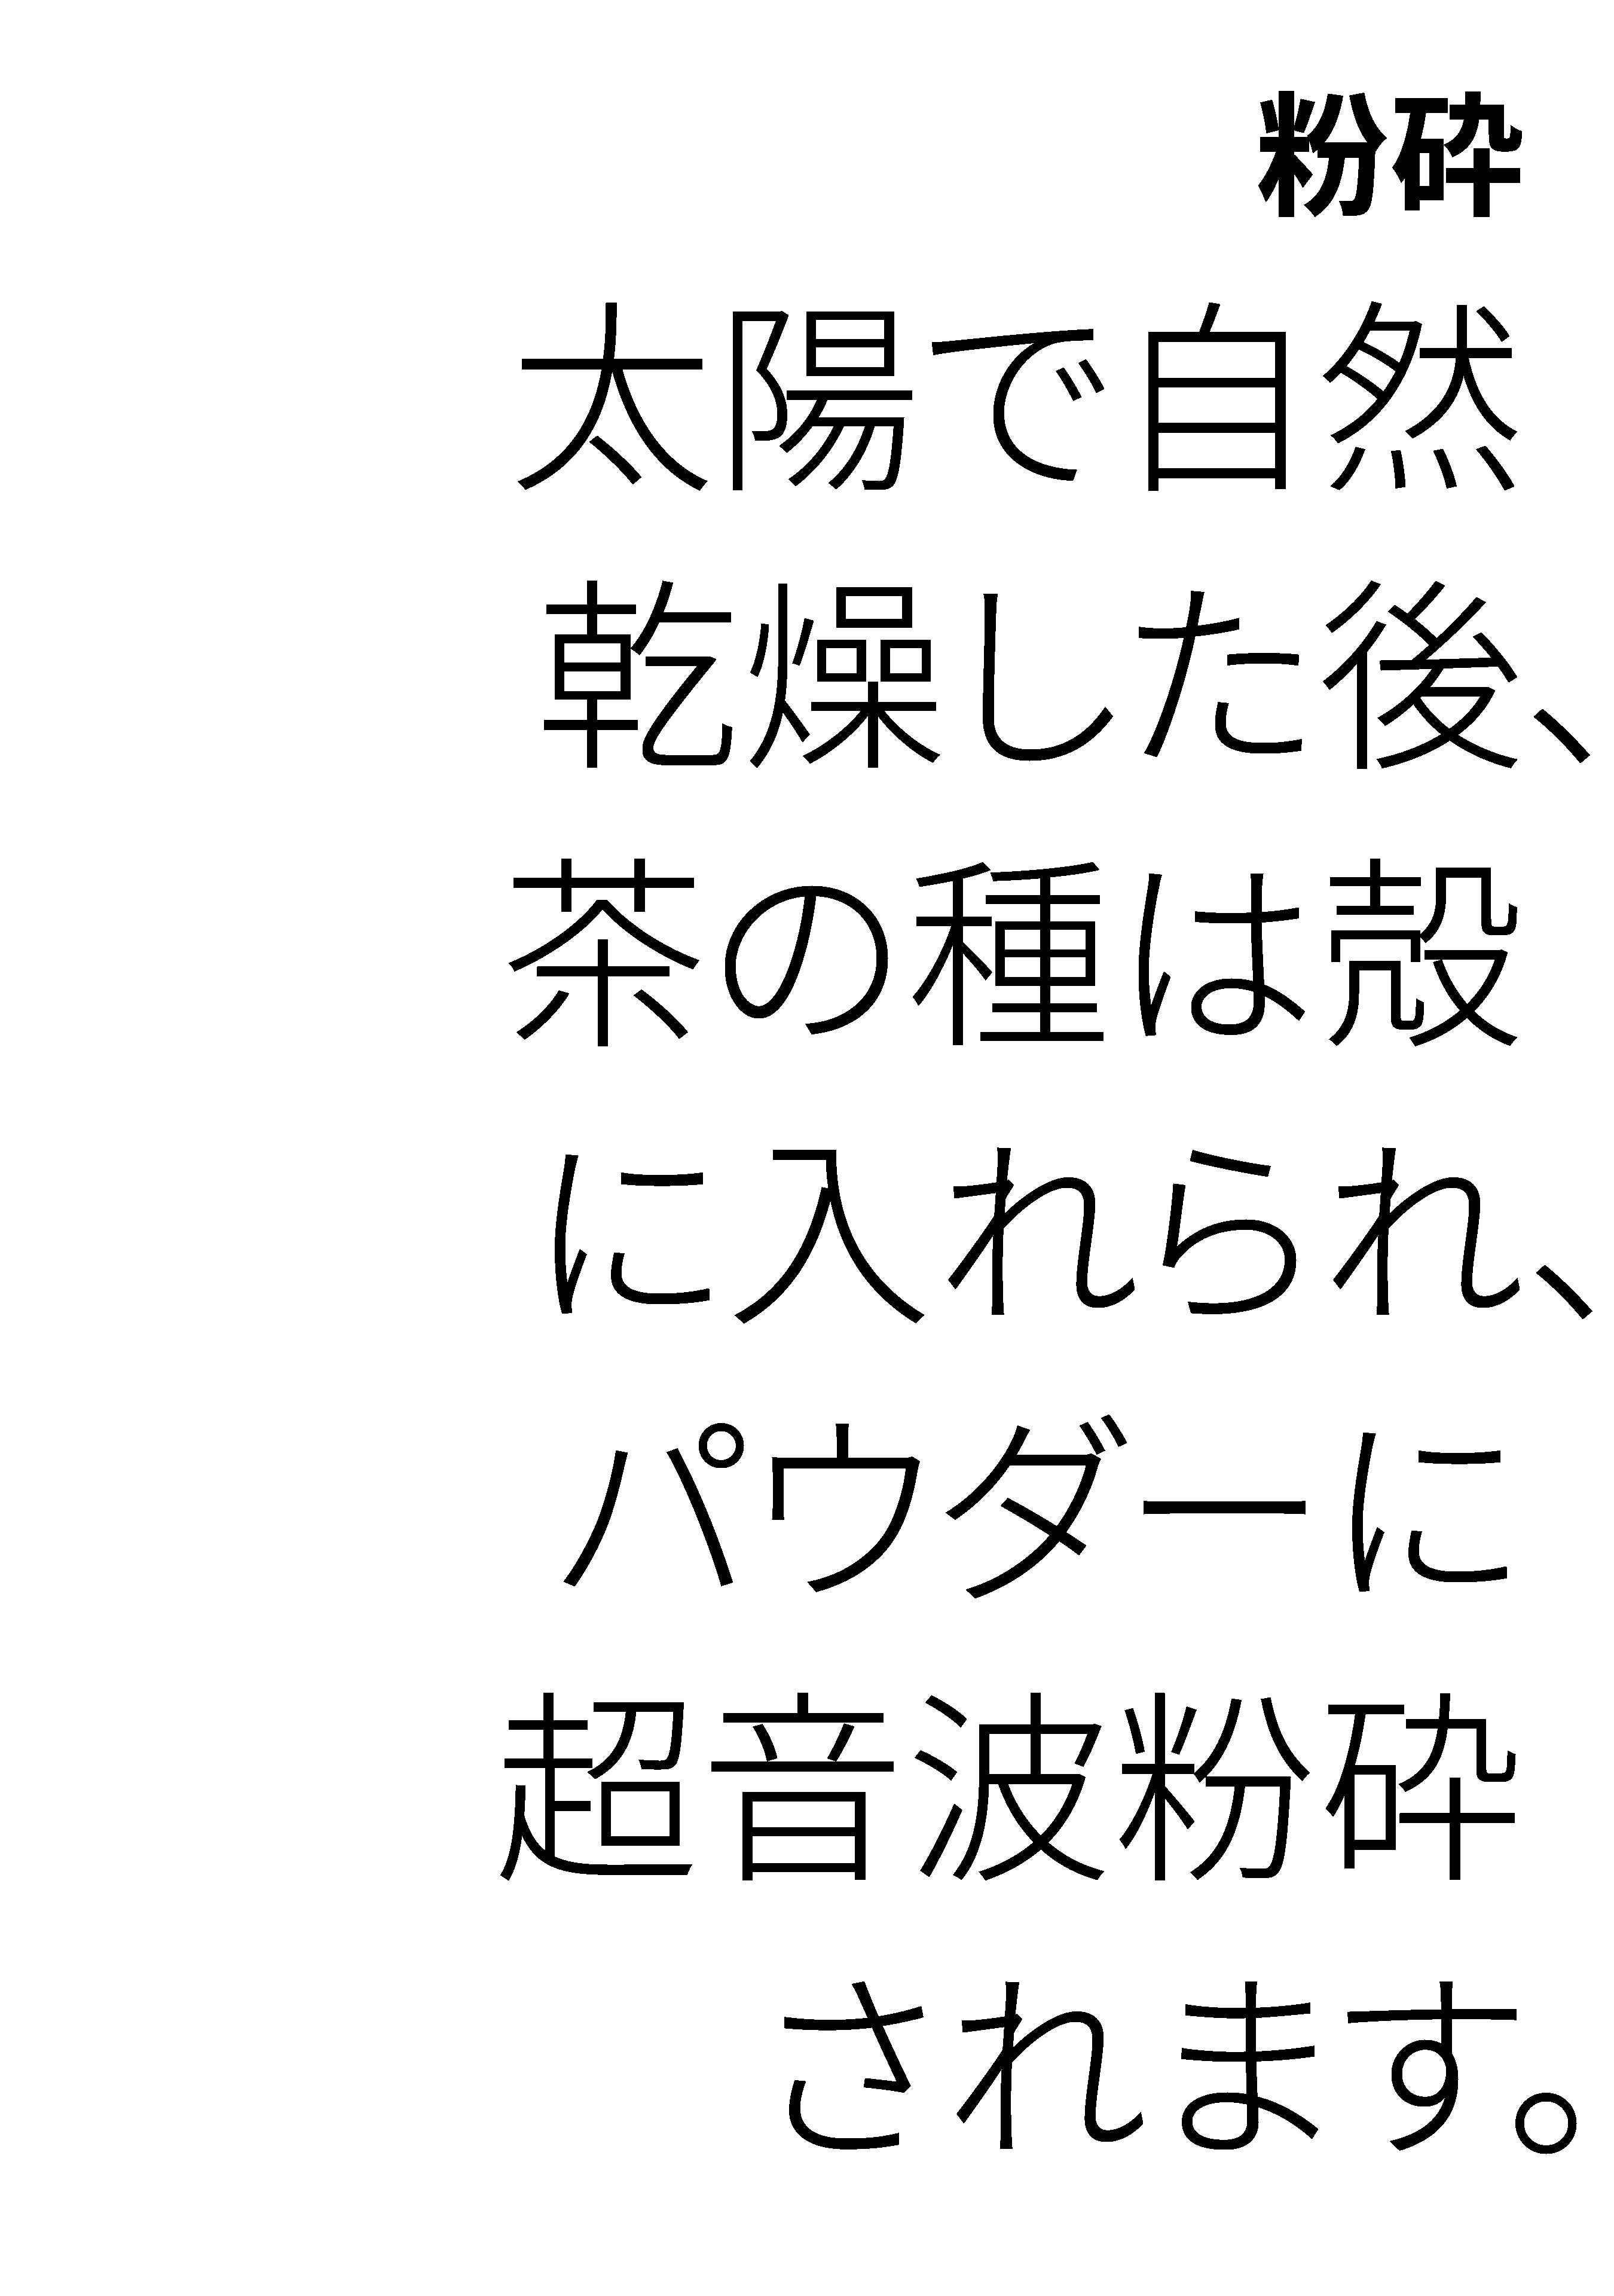 粉砕
太陽で自然
乾燥した後、
茶の種は殻
に入れられ、
パウダーに
超音波粉砕
されます。